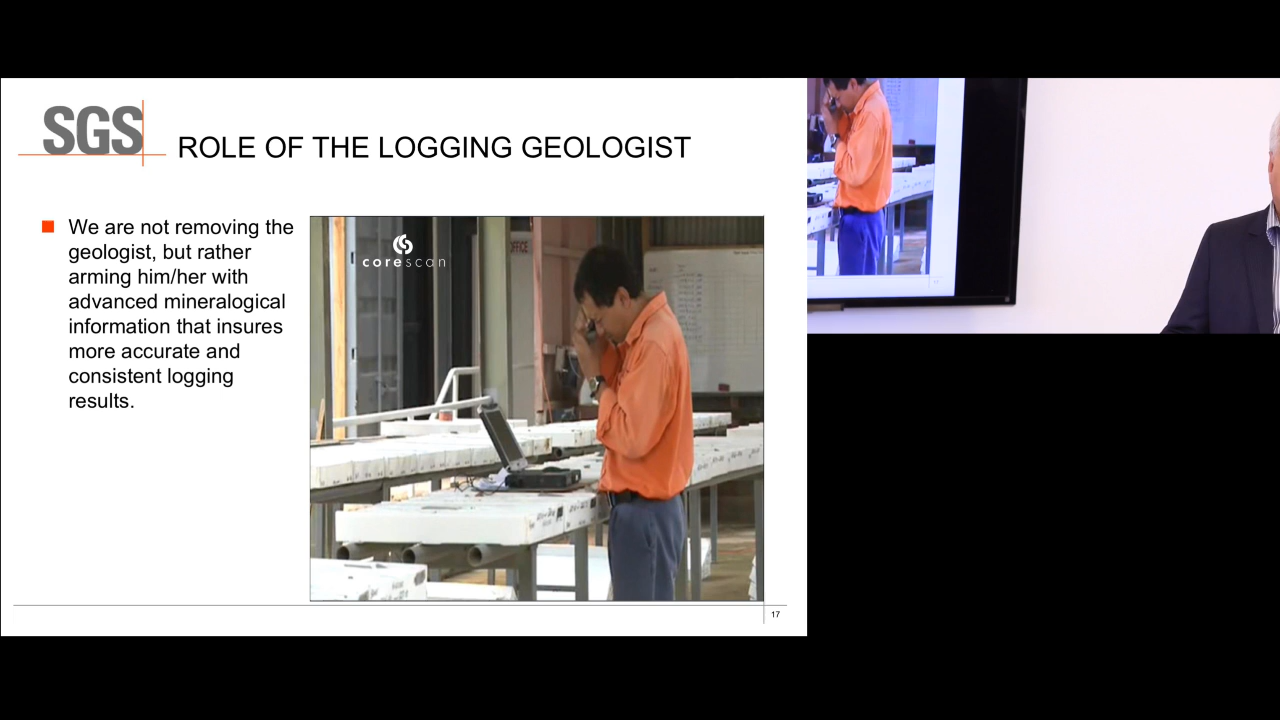 SGS
ROLE OF THE LOGGING GEOLOGIST
We are not removing the
geologist, but rather
arming him/her with
advanced mineralogical
information that insures
more accurate and
consistent logging
results.
corescan
OFFICE
17